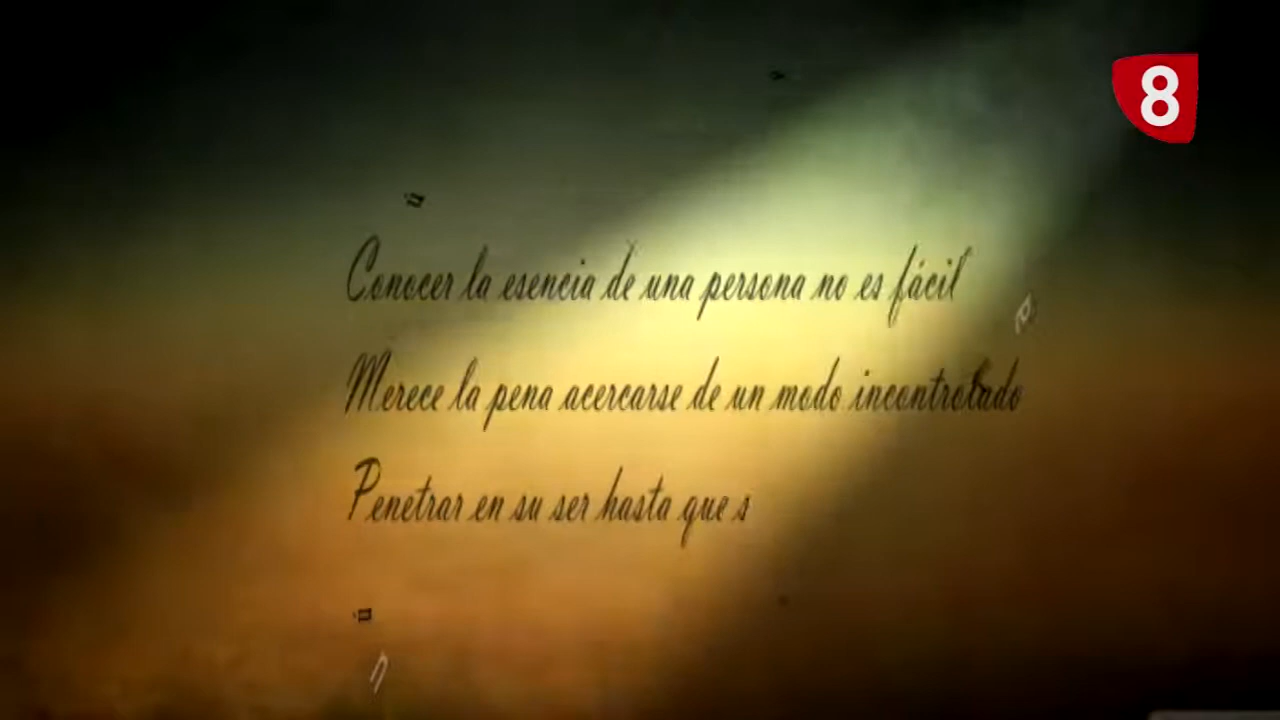 8
Conocer la esencia de una persona no es fácil
Merece la pena acercarse de un modo incontrolado
Penetrar en su ser hasta que s